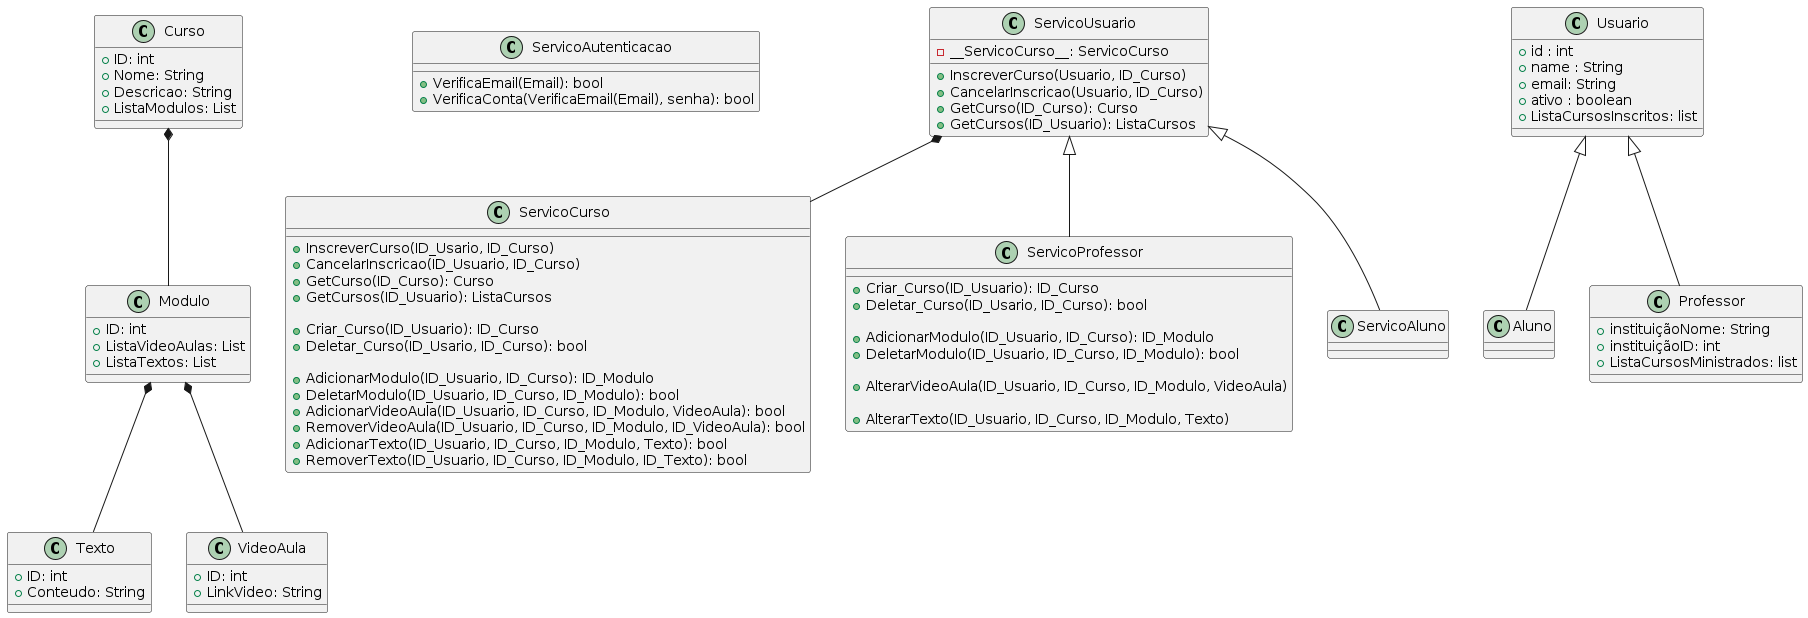 Curso
ID: int
Nome: String
Descricao: String
ListaModulos: List
ServicoAutenticacao
VerificaEmail(Email): bool
VerificaConta(VerificaEmail(Email), senha): bool
ServicoUsuario
__ServicoCurso__: ServicoCurso
InscreverCurso(Usuario, ID_Curso)
CancelarInscricao(Usuario, ID_Curso)
GetCurso(ID_Curso): Curso
GetCursos(ID_Usuario): ListaCursos
Usuario
id : int
name : String
email: String
ativo : boolean
ListaCursosInscritos: list
ServicoCurso
InscreverCurso(ID_Usario, ID_Curso)
CancelarInscricao(ID_Usuario, ID_Curso)
GetCurso(ID_Curso): Curso
GetCursos(ID_Usuario): ListaCursos
Criar_Curso(ID_Usuario): ID_Curso
Deletar_Curso(ID_Usario, ID_Curso): bool
AdicionarModulo(ID_Usuario, ID_Curso): ID_Modulo
DeletarModulo(ID_Usuario, ID_Curso, ID_Modulo): bool
AdicionarVideoAula(ID_Usuario, ID_Curso, ID_Modulo, VideoAula): bool
RemoverVideoAula(ID_Usuario, ID_Curso, ID_Modulo, ID_VideoAula): bool
AdicionarTexto(ID_Usuario, ID_Curso, ID_Modulo, Texto): bool
RemoverTexto(ID_Usuario, ID_Curso, ID_Modulo, ID_Texto): bool
ServicoProfessor
Criar_Curso(ID_Usuario): ID_Curso
Deletar_Curso(ID_Usario, ID_Curso): bool
AdicionarModulo(ID_Usuario, ID_Curso): ID_Modulo
DeletarModulo(ID_Usuario, ID_Curso, ID_Modulo): bool
AlterarVideoAula(ID_Usuario, ID_Curso, ID_Modulo, VideoAula)
AlterarTexto(ID_Usuario, ID_Curso, ID_Modulo, Texto)
ServicoAluno
Aluno
Professor
instituiçãoNome: String
instituiçãoID: int
ListaCursosMinistrados: list
Modulo
ID: int
ListaVideoAulas: List
ListaTextos: List
Texto
ID: int
Conteudo: String
VideoAula
ID: int
LinkVideo: String